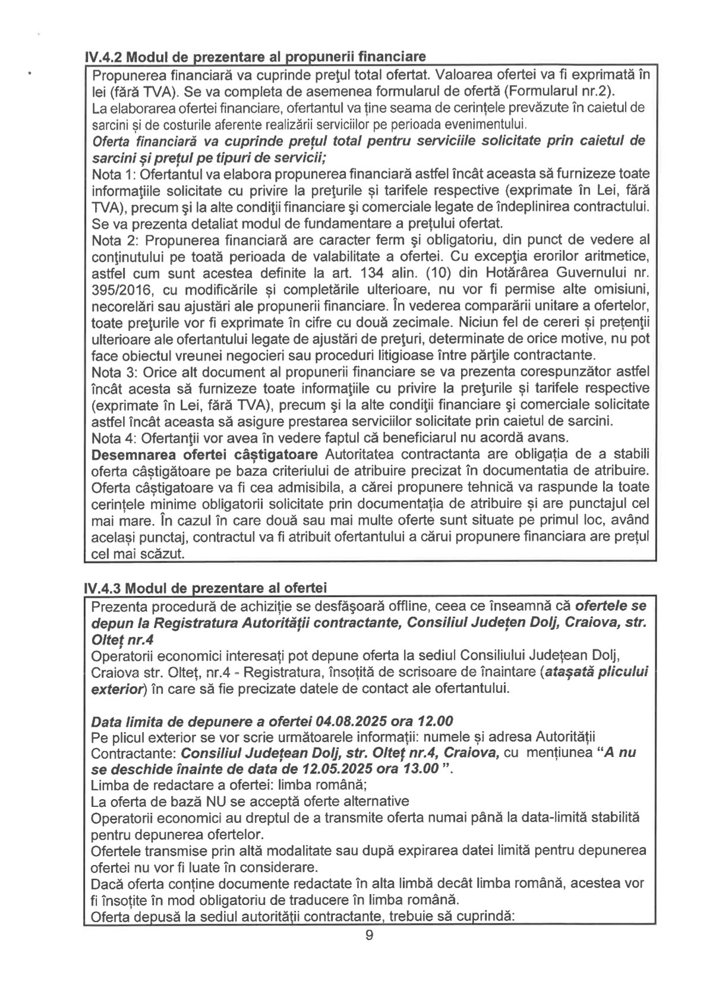 IV.4.2 Modul de prezentare al propunerii financiare
Propunerea financiară va cuprinde preţul total ofertat. Valoarea ofertei va fi exprimată în
lei (fără TVA). Se va completa de asemenea formularul de ofertă (Formularul nr.2).
La elaborarea ofertei financiare, ofertantul va ține seama de cerințele prevăzute în caietul de
sarcini și de costurile aferente realizării serviciilor pe perioada evenimentului.
Oferta financiară va cuprinde prețul total pentru serviciile solicitate prin caietul de
sarcini și prețul pe tipuri de servicii;
Nota 1: Ofertantul va elabora propunerea financiară astfel încât aceasta să furnizeze toate
informaţiile solicitate cu privire la preţurile și tarifele respective (exprimate în Lei, fără
TVA), precum şi la alte condiţii financiare şi comerciale legate de îndeplinirea contractului.
Se va prezenta detaliat modul de fundamentare a prețului ofertat.
Nota 2: Propunerea financiară are caracter ferm şi obligatoriu, din punct de vedere al
conţinutului pe toată perioada de valabilitate a ofertei. Cu excepţia erorilor aritmetice,
astfel cum sunt acestea definite la art. 134 alin. (10) din Hotărârea Guvernului nr.
395/2016, cu modificările și completările ulterioare, nu vor fi permise alte omisiuni,
necorelări sau ajustări ale propunerii financiare. În vederea comparării unitare a ofertelor,
toate preţurile vor fi exprimate în cifre cu două zecimale. Niciun fel de cereri și pretenţii
ulterioare ale ofertantului legate de ajustări de preţuri, determinate de orice motive, nu pot
face obiectul vreunei negocieri sau proceduri litigioase între părţile contractante.
Nota 3: Orice alt document al propunerii financiare se va prezenta corespunzător astfel
încât acesta să furnizeze toate informaţiile cu privire la preţurile și tarifele respective
(exprimate în Lei, fără TVA), precum şi la alte condiţii financiare şi comerciale solicitate
astfel încât aceasta să asigure prestarea serviciilor solicitate prin caietul de sarcini.
Nota 4: Ofertanţii vor avea în vedere faptul că beneficiarul nu acordă avans.
Desemnarea ofertei câștigatoare Autoritatea contractanta are obligația de a stabili
oferta câștigătoare pe baza criteriului de atribuire precizat în documentatia de atribuire.
Oferta câștigatoare va fi cea admisibila, a cărei propunere tehnică va raspunde la toate
cerințele minime obligatorii solicitate prin documentația de atribuire și are punctajul cel
mai mare. În cazul în care două sau mai multe oferte sunt situate pe primul loc, având
același punctaj, contractul va fi atribuit ofertantului a cărui propunere financiara are prețul
cel mai scăzut.
IV.4.3 Modul de prezentare al ofertei
Prezenta procedură de achiziție se desfăşoară offline, ceea ce înseamnă că ofertele se
depun la Registratura Autorității contractante, Consiliul Județen Dolj, Craiova, str.
Olteț nr.4
Operatorii economici interesați pot depune oferta la sediul Consiliului Județean Dolj,
Craiova str. Olteț, nr.4 - Registratura, însoțită de scrisoare de înaintare (atașată plicului
exterior) în care să fie precizate datele de contact ale ofertantului.
Data limita de depunere a ofertei 04.08.2025 ora 12.00
Pe plicul exterior se vor scrie următoarele informații: numele și adresa Autorității
Contractante: Consiliul Județean Dolj, str. Olteț nr.4, Craiova, cu mențiunea “A nu
se deschide înainte de data de 12.05.2025 ora 13.00 ”.
Limba de redactare a ofertei: limba română;
La oferta de bază NU se acceptă oferte alternative
Operatorii economici au dreptul de a transmite oferta numai până la data-limită stabilită
pentru depunerea ofertelor.
Ofertele transmise prin altă modalitate sau după expirarea datei limită pentru depunerea
ofertei nu vor fi luate în considerare.
Dacă oferta conține documente redactate în alta limbă decât limba română, acestea vor
fi însoțite în mod obligatoriu de traducere în limba română.
Oferta depusă la sediul autorității contractante, trebuie să cuprindă:
9